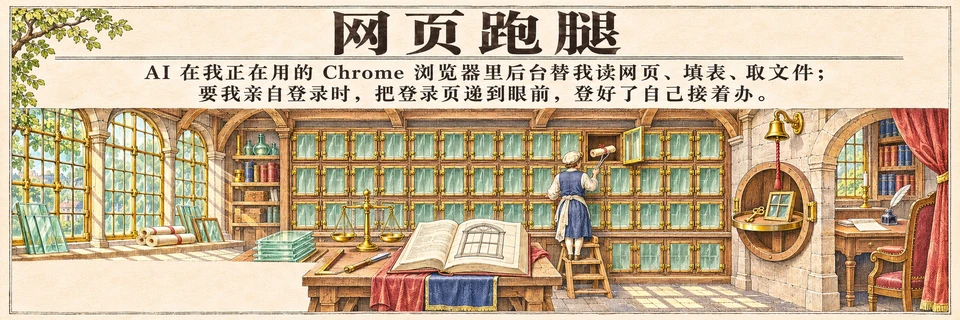 网页跑腿
AI 在我正在用的 Chrome 浏览器里后台替我读网页、填表、取文件；
要我亲自登录时，把登录页递到眼前，登好了自己接着办。